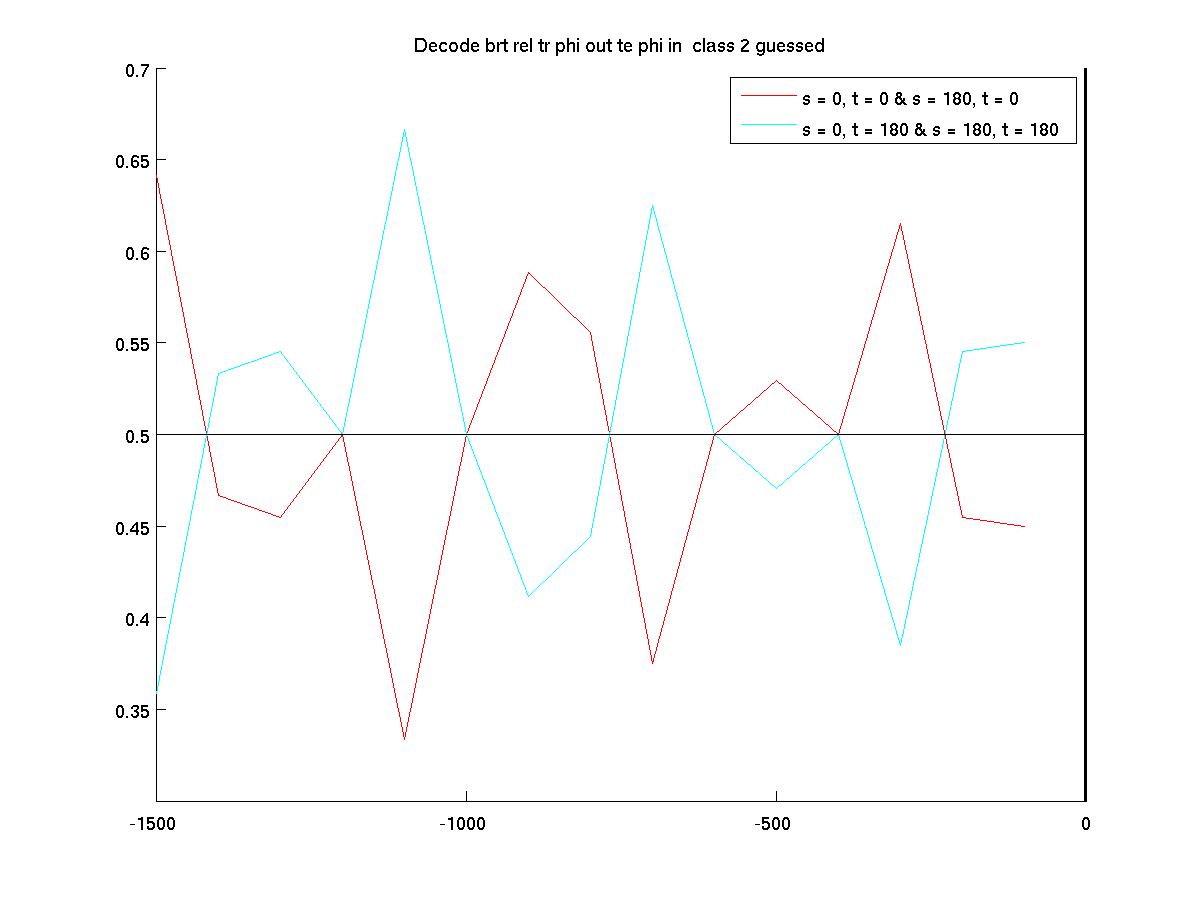 Decode brt rel tr phi out te phi in  class 2 guessed
0.7
s = 0, t = 0 & s = 180, t = 0
s = 0, t = 180 & s = 180, t = 180
0.65
0.6
0.55
0.5
0.45
0.4
0.35
-1500 -1000 -500 0